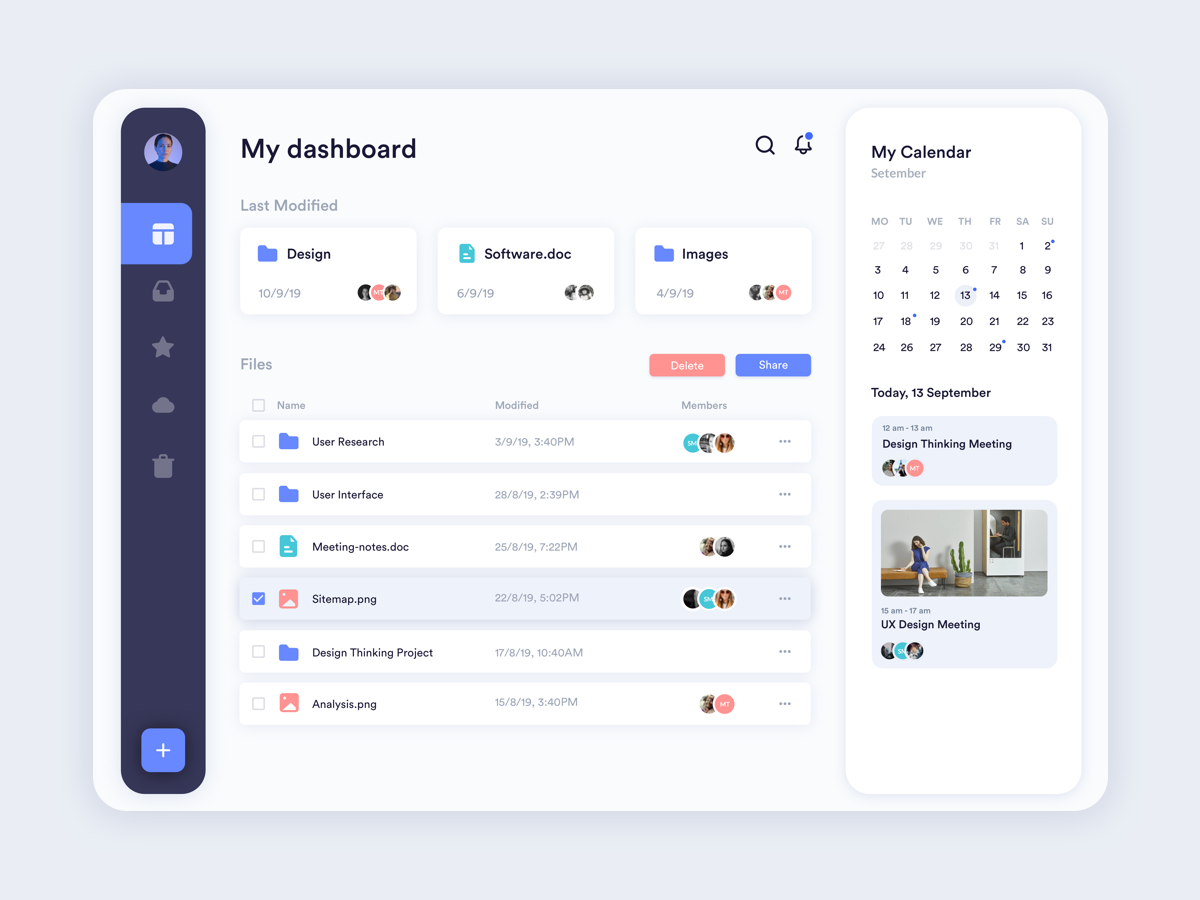 My dashboard
Last Modified
Design
10/9/19
MT
Software.doc
6/9/19
Images
4/9/19
MT
Files
Delete
Share
Name Modified Members
User Research 3/9/19, 3:40PM SM ...
User Interface 28/8/19, 2:39PM ...
Meeting-notes.doc 25/8/19, 7:22PM ...
Sitemap.png 22/8/19, 5:02PM SM ...
Design Thinking Project 17/8/19, 10:40AM ...
Analysis.png 15/8/19, 3:40PM MT ...
My Calendar
Setember
MO TU WE TH FR SA SU
27 28 29 30 31 1 2
3 4 5 6 7 8 9
10 11 12 13 14 15 16
17 18 19 20 21 22 23
24 26 27 28 29 30 31
Today, 13 September
12 am - 13 am
Design Thinking Meeting
MT
15 am - 17 am
UX Design Meeting